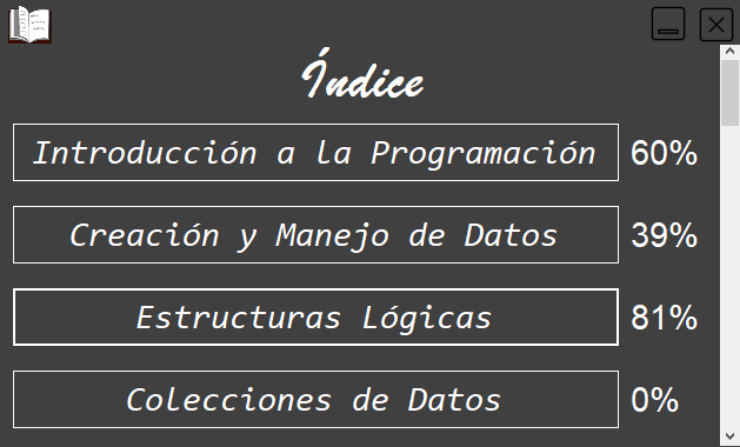 Índice
Introducción a la Programación 60%
Creación y Manejo de Datos 39%
Estructuras Lógicas 81%
Colecciones de Datos 0%